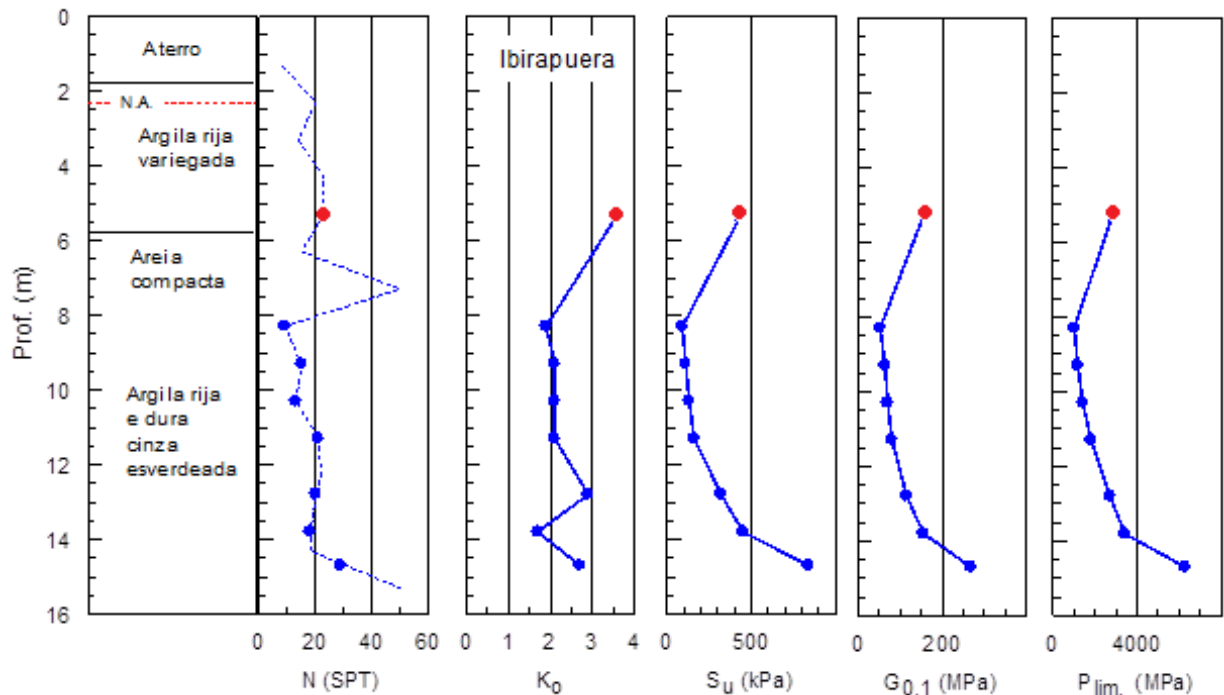 Ibirapuera
Aterro
N.A.
Argila rija
variegada
Areia
compacta
Argila rija
e dura
cinza
esverdeada
Prof. (m)
0
2
4
6
8
10
12
14
16
0 20 40 60
N (SPT)
0 1 2 3 4
Ko
0 500
Su (kPa)
0 200
G0,1 (MPa)
0 4000
Plim. (MPa)